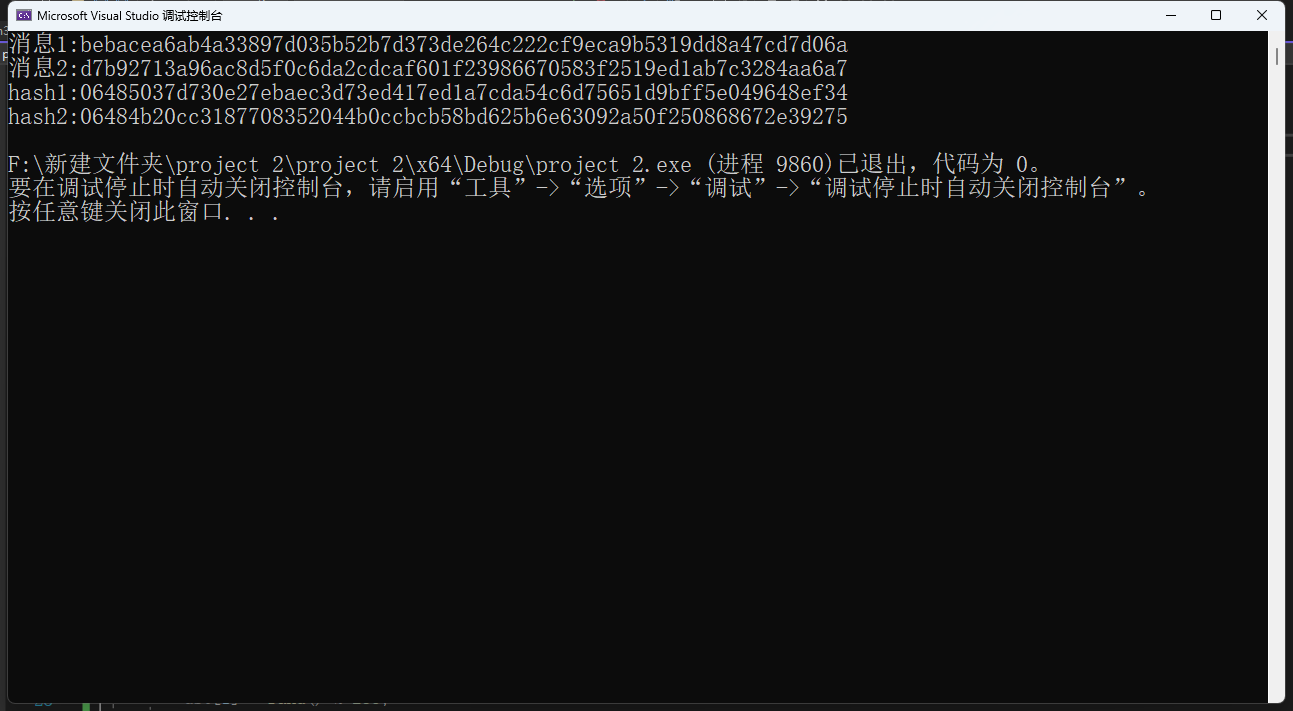 Microsoft Visual Studio 调试控制台
消息1:bebacea6ab4a33897d035b52b7d373de264c222cf9eca9b5319dd8a47cd7d06a
消息2:d7b92713a96ac8d5f0c6da2cdcaf601f23986670583f2519ed1ab7c3284aa6a7
hash1:06485037d730e27ebaec3d73ed417ed1a7cda54c6d75651d9bff5e049648ef34
hash2:06484b20cc3187708352044b0ccbcb58bd625b6e63092a50f250868672e39275
F:\新建文件夹\project 2\project 2\x64\Debug\project 2.exe (进程 9860)已退出，代码为 0。
要在调试停止时自动关闭控制台，请启用“工具”->“选项”->“调试”->“调试停止时自动关闭控制台”。
按任意键关闭此窗口. . .